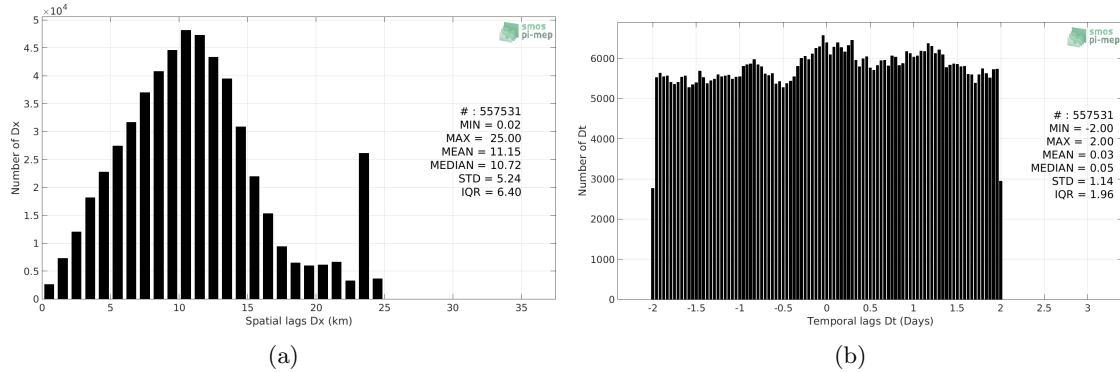 ×10⁴
5
4.5
4
3.5
3
2.5
2
1.5
1
0.5
0
Number of Dx
0 5 10 15 20 25 30 35
Spatial lags Dx (km)
smos
pi-mep
# : 557531
MIN = 0.02
MAX = 25.00
MEAN = 11.15
MEDIAN = 10.72
STD = 5.24
IQR = 6.40
(a)
6000
5000
4000
3000
2000
1000
0
Number of Dt
-2 -1.5 -1 -0.5 0 0.5 1 1.5 2 2.5 3
Temporal lags Dt (Days)
smos
pi-mep
# : 557531
MIN = -2.00
MAX = 2.00
MEAN = 0.03
MEDIAN = 0.05
STD = 1.14
IQR = 1.96
(b)